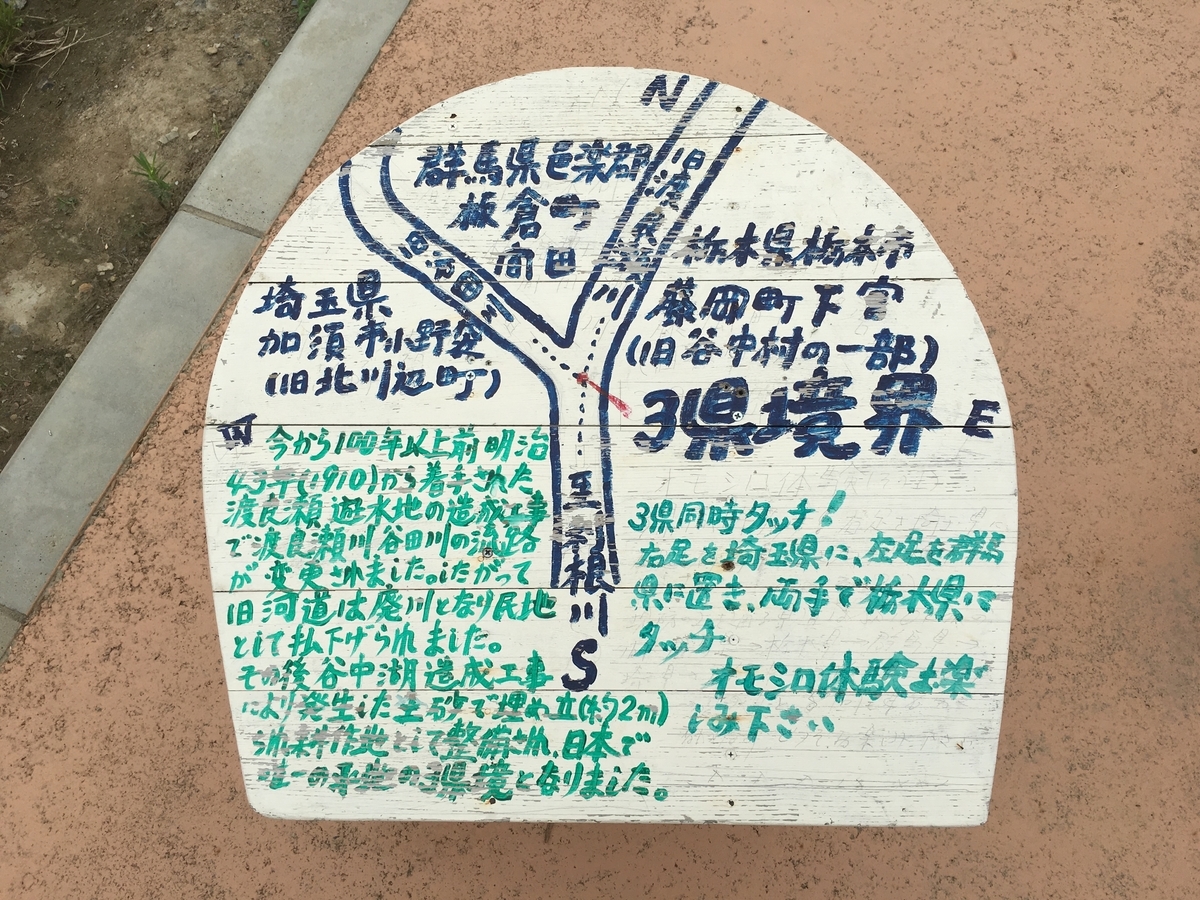 N
群馬県邑楽郡
板倉町
間田
旧渡良瀬川
旧谷田川
栃木県栃木市
藤岡町下宮
(旧谷中村の一部)
埼玉県
加須市小野袋
(旧北川辺町)
3県境界
W
E
今から100年以上前明治
43年(1910)から着手された
渡良瀬遊水地の造成工事
で渡良瀬川谷田川の流路
が変更されました。したがって
旧河道は廃川となり民地
として払下げられました。
その後谷中湖造成工事
により発生した土砂で埋め立(約2m)
られ耕作地として整備され、日本で
唯一の平地の3県境となりました。
至利根川
S
3県同時タッチ!
右足を埼玉県に、左足を群馬
県に置き、両手で栃木県に
タッチ
オモシロ体験お楽
しみ下さい